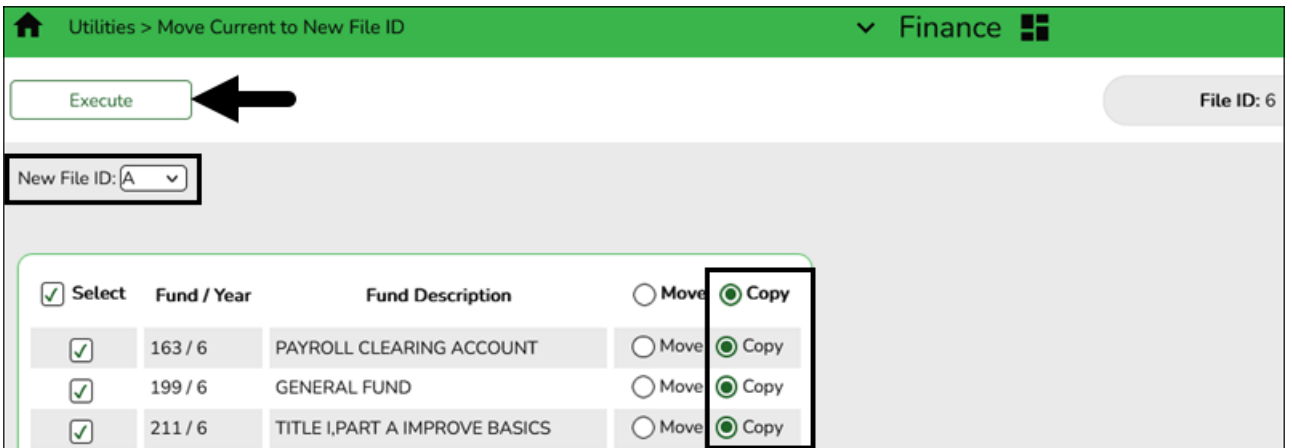 Utilities > Move Current to New File ID
Finance
Execute
File ID: 6
New File ID: A
Select Fund / Year Fund Description Move Copy
163 / 6 PAYROLL CLEARING ACCOUNT Move Copy
199 / 6 GENERAL FUND Move Copy
211 / 6 TITLE I,PART A IMPROVE BASICS Move Copy